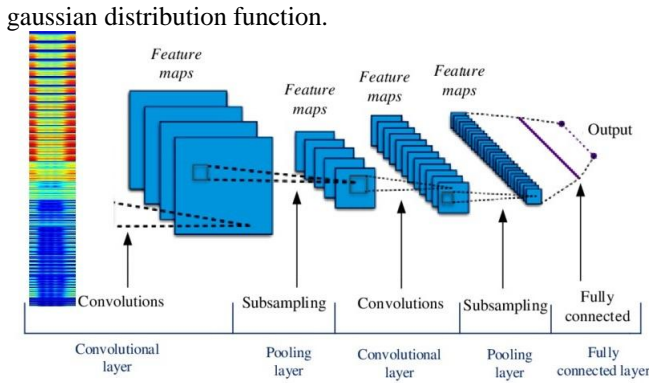 gaussian distribution function.
Feature
maps
Feature
maps
Feature
maps
Feature
maps
Output
Convolutions
Subsampling
Convolutions
Subsampling
Fully
connected
Convolutional
layer
Pooling
layer
Convolutional
layer
Pooling
layer
Fully
connected layer